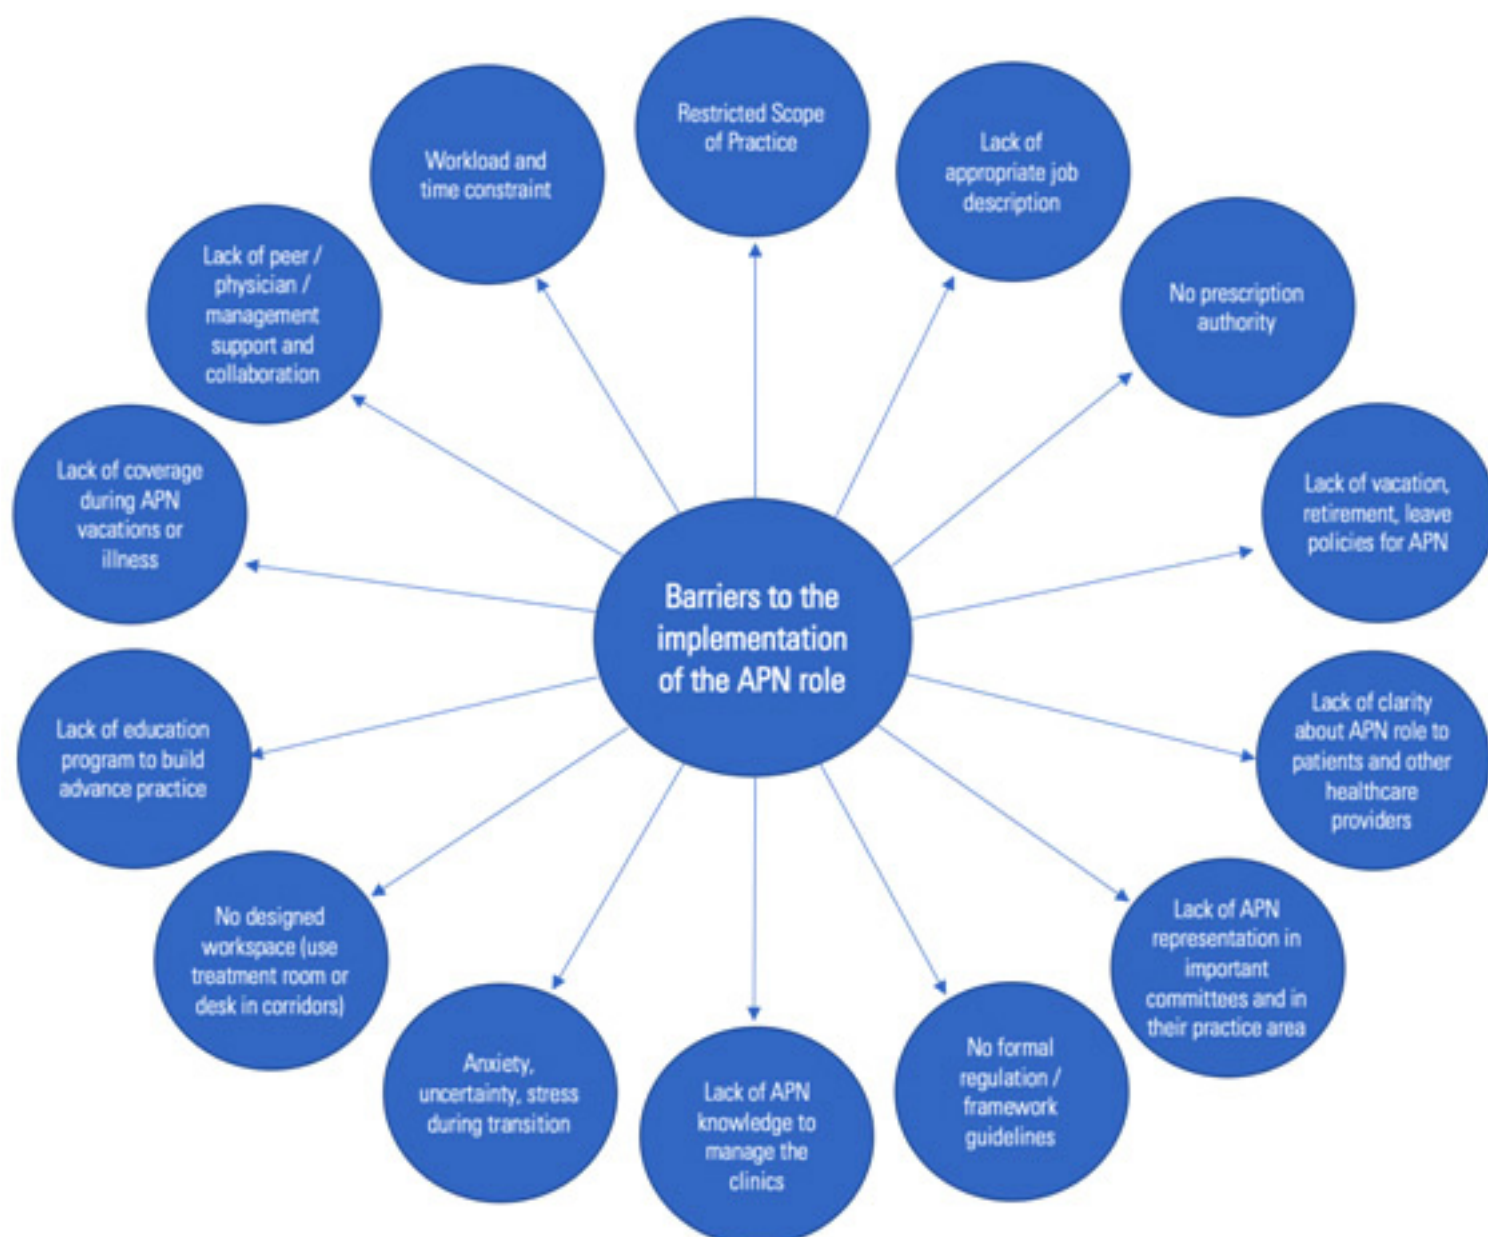 Restricted Scope
of Practice
Lack of
appropriate job
description
No prescription
authority
Lack of vacation,
retirement, leave
policies for APN
Lack of clarity
about APN role to
patients and other
healthcare
providers
Lack of APN
representation in
important
committees and in
their practice area
No formal
regulation /
framework
guidelines
Lack of APN
knowledge to
manage the
clinics
Anxiety,
uncertainty, stress
during transition
No designed
workspace (use
treatment room or
desk in corridors)
Lack of education
program to build
advance practice
Lack of coverage
during APN
vacations or
illness
Lack of peer /
physician /
management
support and
collaboration
Workload and
time constraint
Barriers to the
implementation
of the APN role